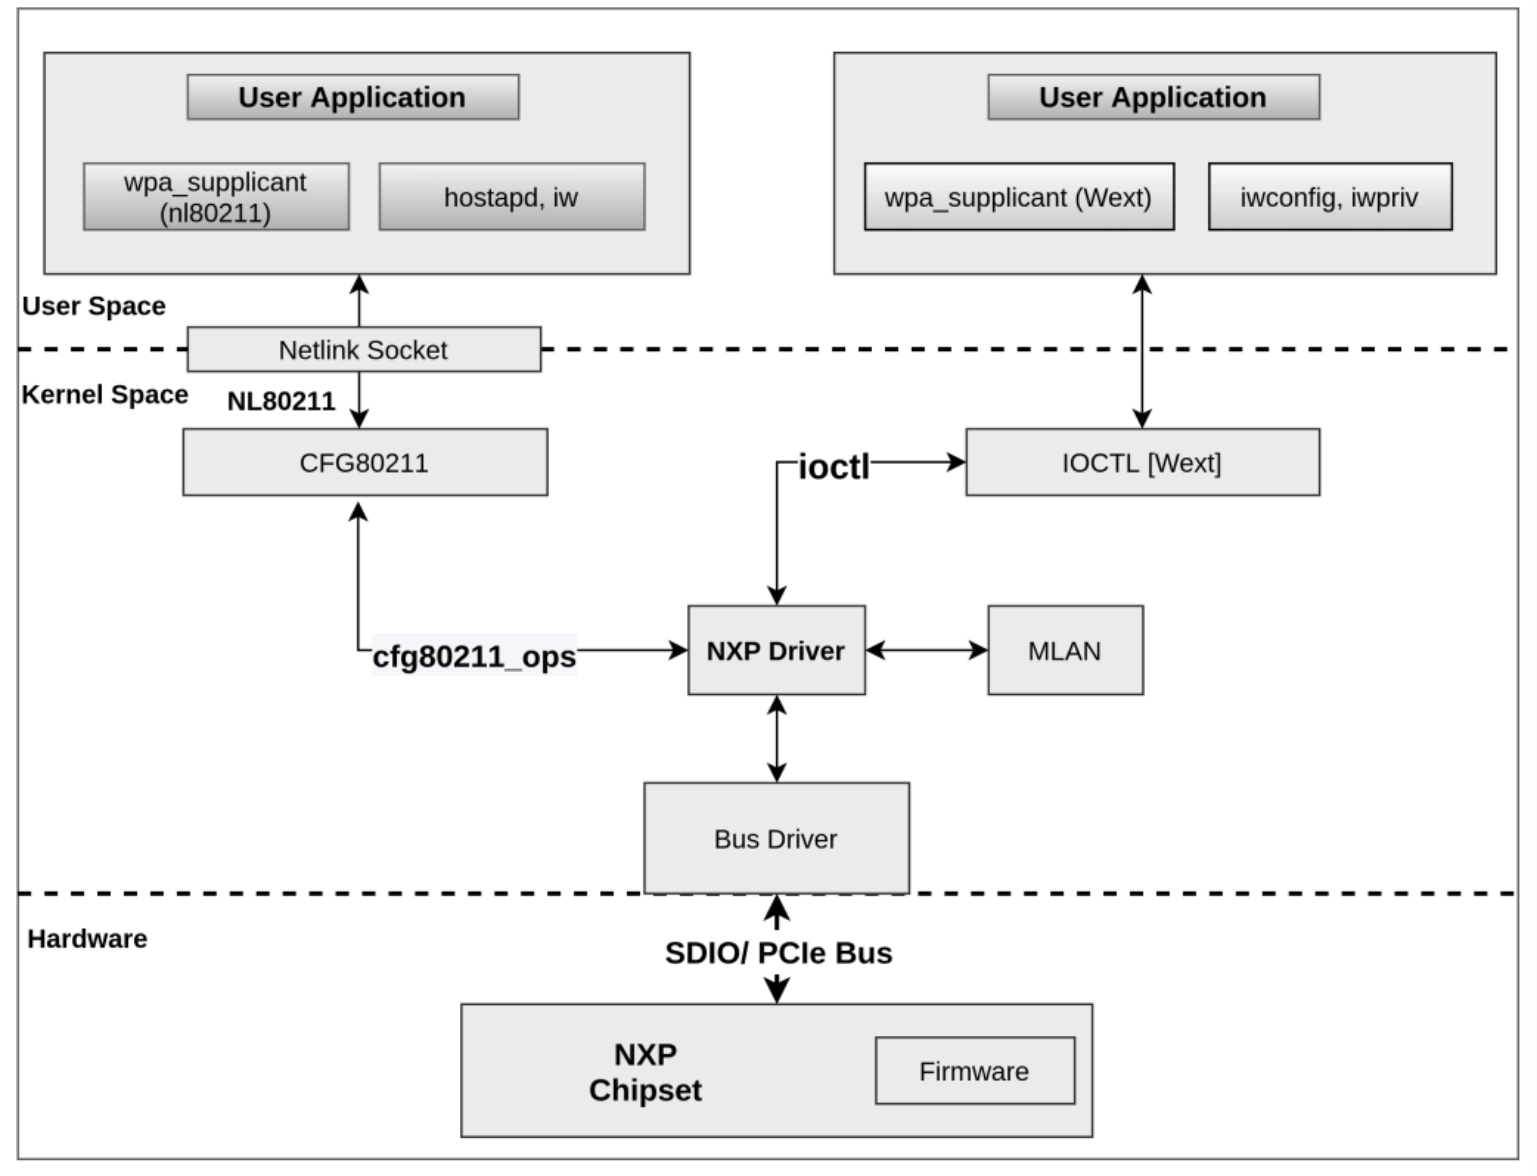 User Application
User Application
wpa_supplicant
(nl80211)
hostapd, iw
wpa_supplicant (Wext)
iwconfig, iwpriv
User Space
Netlink Socket
Kernel Space
NL80211
CFG80211
ioctl
IOCTL [Wext]
cfg80211_ops
NXP Driver
MLAN
Bus Driver
Hardware
SDIO/ PCIe Bus
NXP
Chipset
Firmware